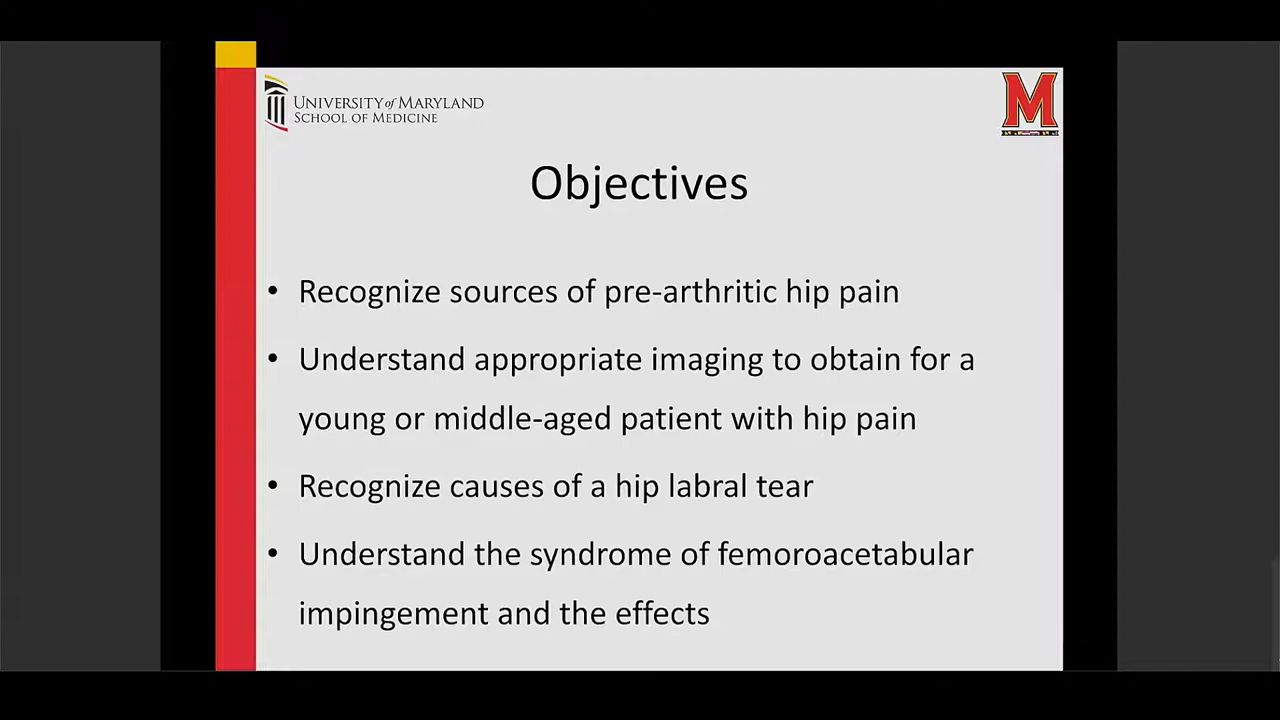 UNIVERSITY of MARYLAND
SCHOOL OF MEDICINE
M
Objectives
• Recognize sources of pre-arthritic hip pain
• Understand appropriate imaging to obtain for a
young or middle-aged patient with hip pain
• Recognize causes of a hip labral tear
• Understand the syndrome of femoroacetabular
impingement and the effects